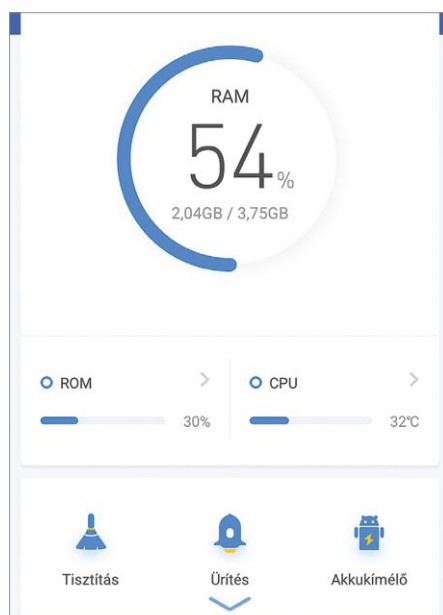 RAM
54%
2,04GB / 3,75GB
ROM
30%
CPU
32°C
Tisztítás
Ürítés
Akkukímélő